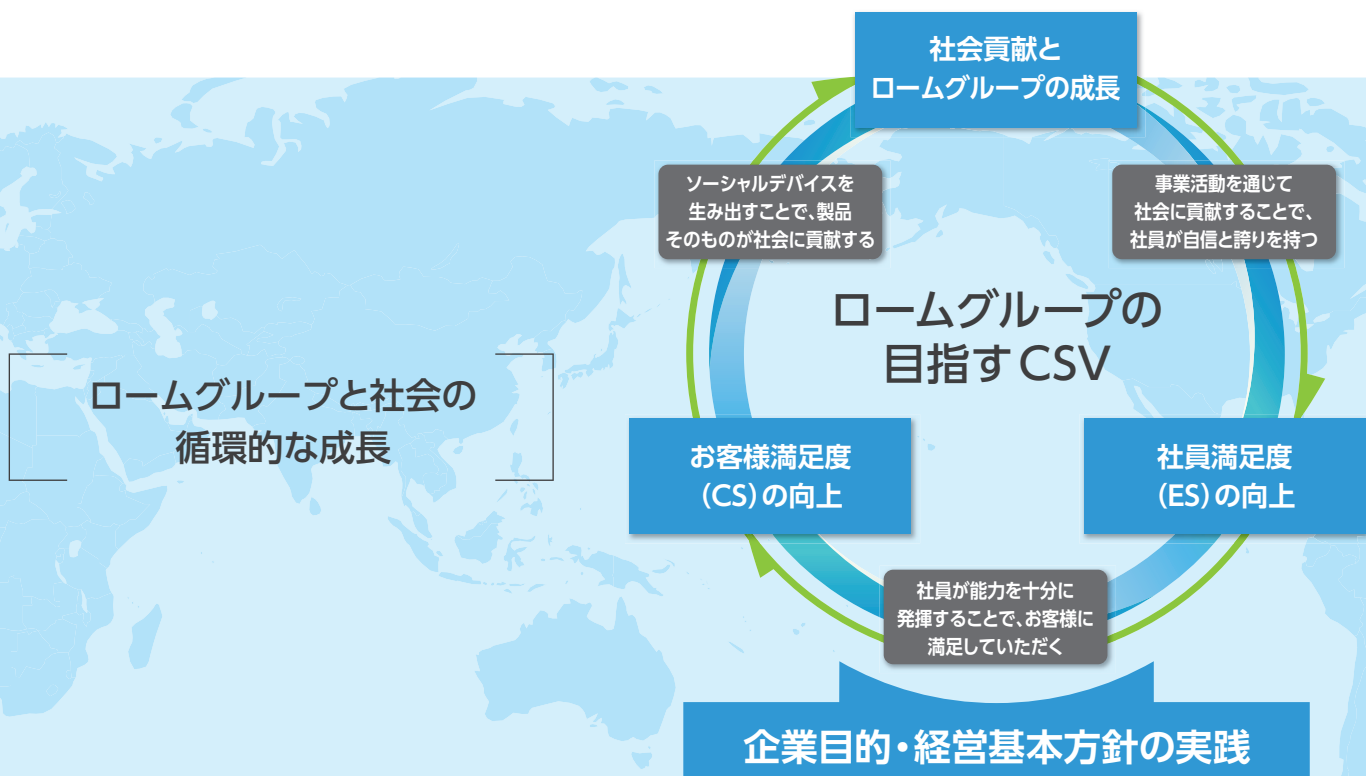 社会貢献と
ロームグループの成長
ソーシャルデバイスを
生み出すことで、製品
そのものが社会に貢献する
事業活動を通じて
社会に貢献することで、
社員が自信と誇りを持つ
ロームグループの
目指すCSV
ロームグループと社会の
循環的な成長
お客様満足度
（CS）の向上
社員満足度
（ES）の向上
社員が能力を十分に
発揮することで、お客様に
満足していただく
企業目的・経営基本方針の実践